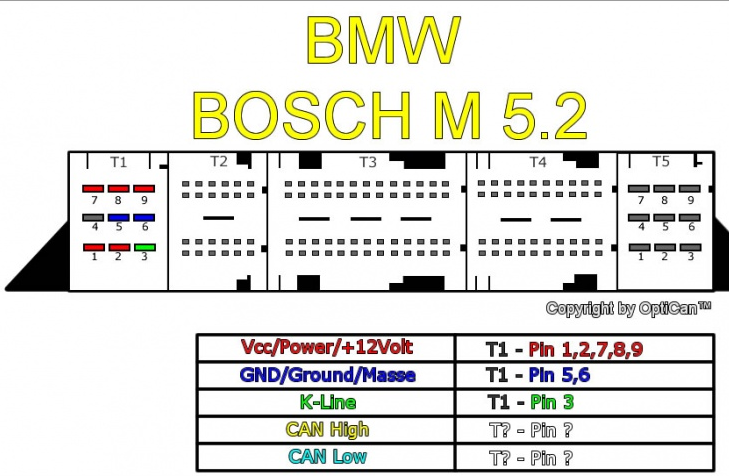 BMW
BOSCH M 5.2
T1 T2 T3 T4 T5
7 8 9 7 8 9
4 5 6 4 5 6
1 2 3 1 2 3
Copyright by OptiCan™
Vcc/Power/+12Volt T1 - Pin 1,2,7,8,9
GND/Ground/Masse T1 - Pin 5,6
K-Line T1 - Pin 3
CAN High T? - Pin ?
CAN Low T? - Pin ?